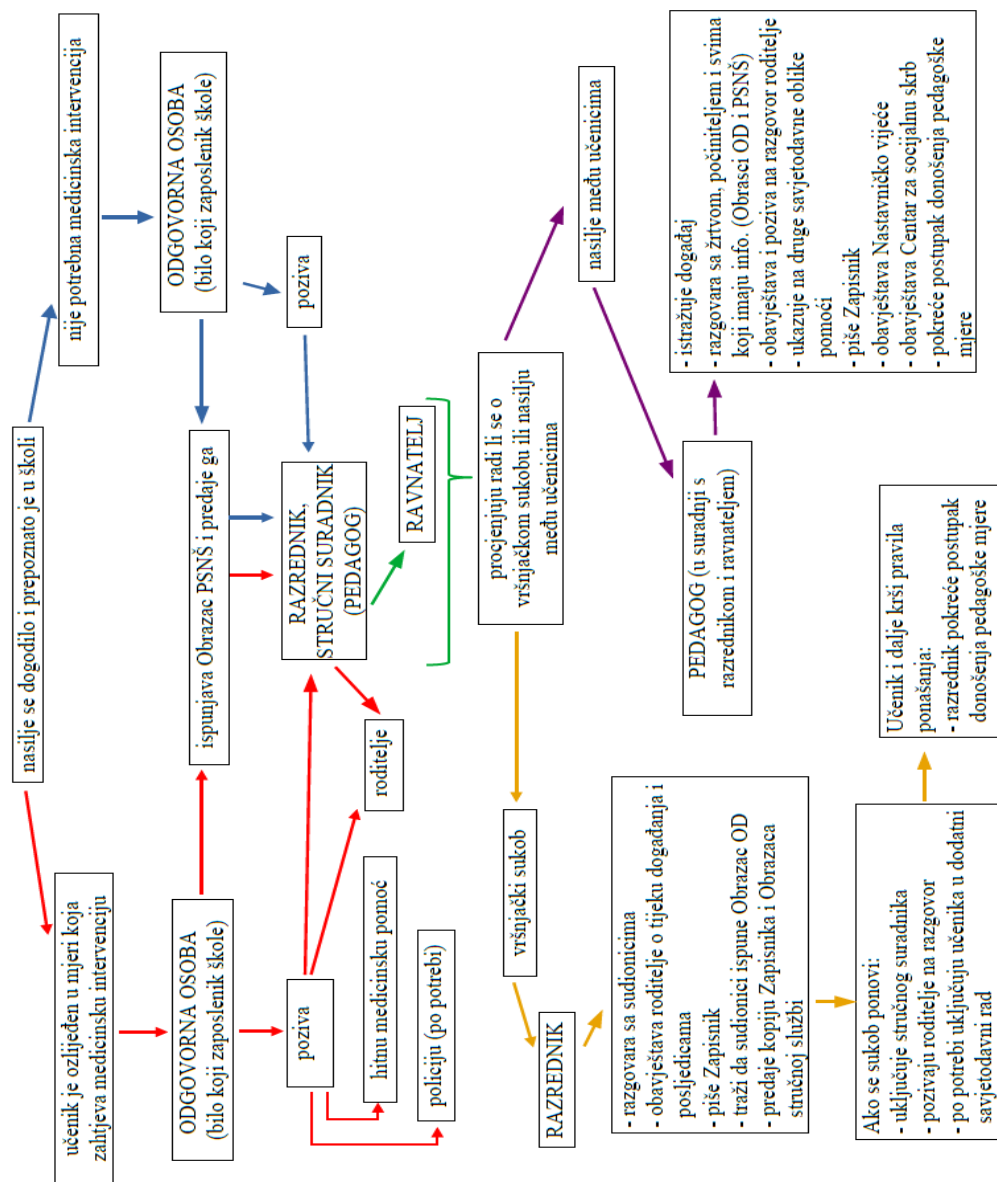 nasilje se dogodilo i prepoznato je u školi
učenik je ozlijeđen u mjeri koja
zahtjeva medicinsku intervenciju
nije potrebna medicinska intervencija
ODGOVORNA OSOBA
(bilo koji zaposlenik škole)
ispunjava Obrazac PSNŠ i predaje ga
ODGOVORNA OSOBA
(bilo koji zaposlenik škole)
poziva
RAZREDNIK,
STRUČNI SURADNIK
(PEDAGOG)
poziva
roditelje
hitnu medicinsku pomoć
policiju (po potrebi)
RAVNATELJ
procjenjuju radi li se o
vršnjačkom sukobu ili nasilju
među učenicima
vršnjački sukob
nasilje među učenicima
RAZREDNIK
- razgovara sa sudionicima
- obavještava roditelje o tijeku događanja i
posljedicama
- piše Zapisnik
- traži da sudionici ispune Obrazac OD
- predaje kopiju Zapisnika i Obrazaca
stručnoj službi
PEDAGOG (u suradnji s
razrednikom i ravnateljem)
- istražuje događaj
- razgovara sa žrtvom, počiniteljem i svima
koji imaju info. (Obrasci OD i PSNŠ)
- obavještava i poziva na razgovor roditelje
- ukazuje na druge savjetodavne oblike
pomoći
- piše Zapisnik
- obavještava Nastavničko vijeće
- obavještava Centar za socijalnu skrb
- pokreće postupak donošenja pedagoške
mjere
Ako se sukob ponovi:
- uključuje stručnog suradnika
- pozivaju roditelje na razgovor
- po potrebi uključuju učenika u dodatni
savjetodavni rad
Učenik i dalje krši pravila
ponašanja:
- razrednik pokreće postupak
donošenja pedagoške mjere